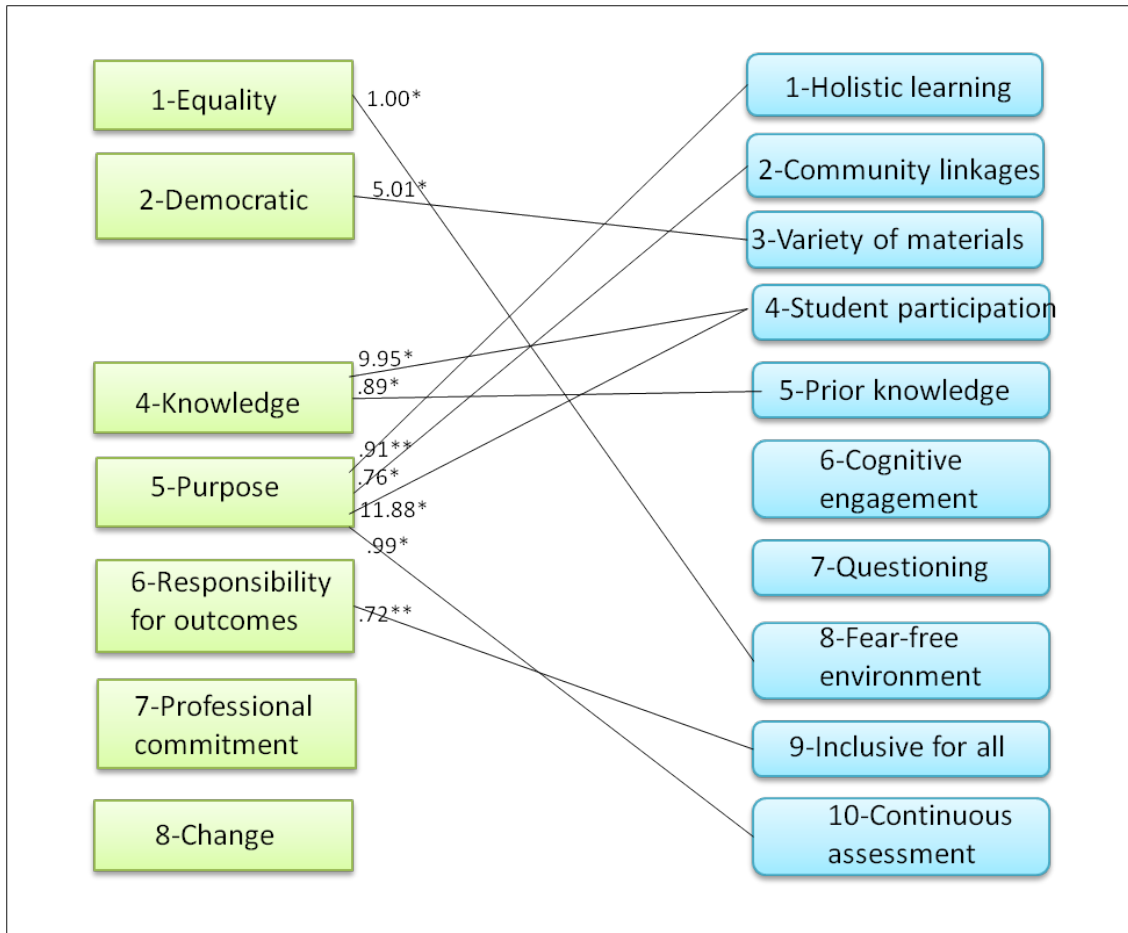 1-Equality
2-Democratic
4-Knowledge
5-Purpose
6-Responsibility
for outcomes
7-Professional
commitment
8-Change
1.00*
5.01*
9.95*
.89*
.91**
.76*
11.88*
.99*
.72**
1-Holistic learning
2-Community linkages
3-Variety of materials
4-Student participation
5-Prior knowledge
6-Cognitive
engagement
7-Questioning
8-Fear-free
environment
9-Inclusive for all
10-Continuous
assessment